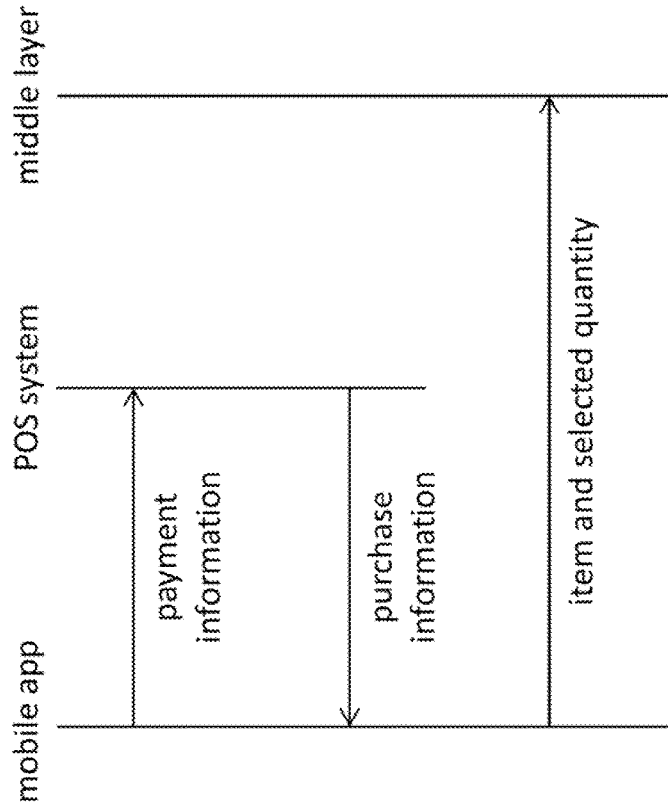 mobile app
POS system
middle layer
payment
information
purchase
information
item and selected quantity